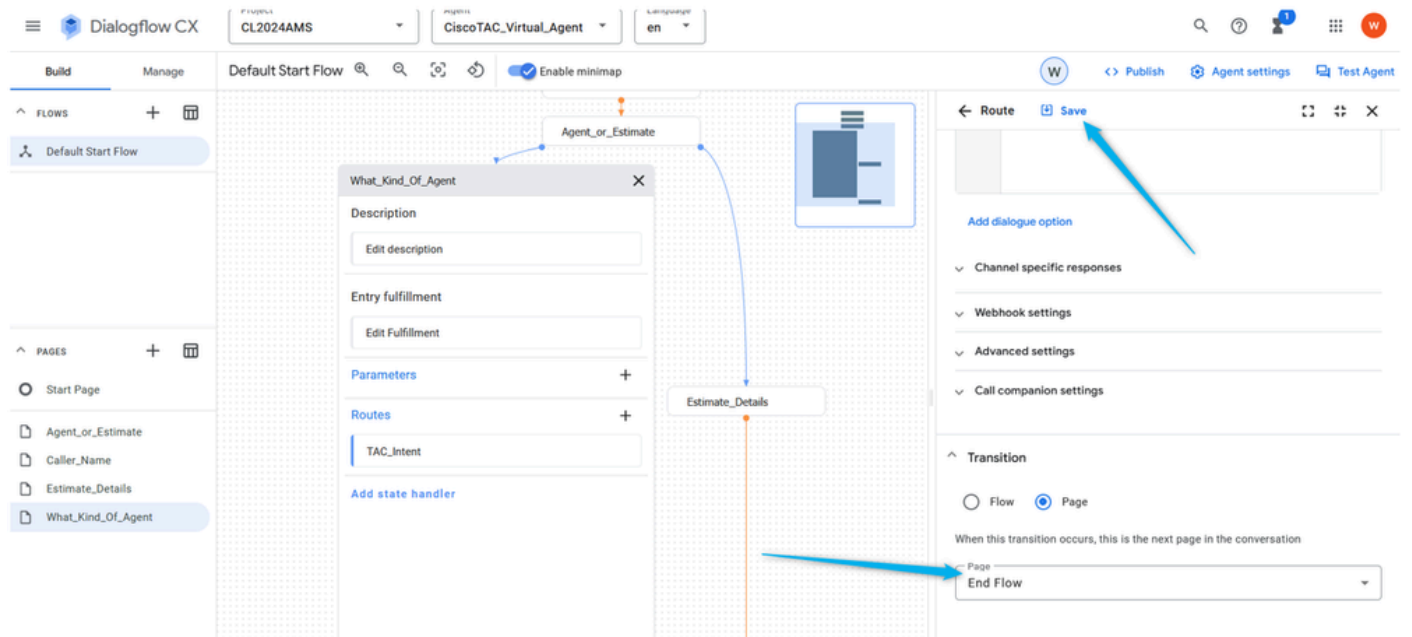 Dialogflow CX
Project
CL2024AMS
Agent
CiscoTAC_Virtual_Agent
Language
en
1
W
Build
Manage
Default Start Flow
Enable minimap
W
<> Publish
Agent settings
Test Agent
FLOWS
Default Start Flow
PAGES
Start Page
Agent_or_Estimate
Caller_Name
Estimate_Details
What_Kind_Of_Agent
Agent_or_Estimate
What_Kind_Of_Agent
Description
Edit description
Entry fulfillment
Edit Fulfillment
Parameters
Routes
TAC_Intent
Add state handler
Estimate_Details
Route
Save
Add dialogue option
Channel specific responses
Webhook settings
Advanced settings
Call companion settings
Transition
Flow
Page
When this transition occurs, this is the next page in the conversation
Page
End Flow